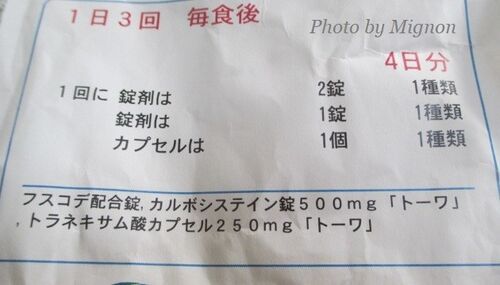 １日３回 毎食後
Photo by Mignon
4日分
１回に 錠剤は 2錠 1種類
錠剤は 1錠 1種類
カプセルは 1個 1種類
フスコデ配合錠,カルボシステイン錠５００ｍｇ「トーワ」
,トラネキサム酸カプセル２５０ｍｇ「トーワ」